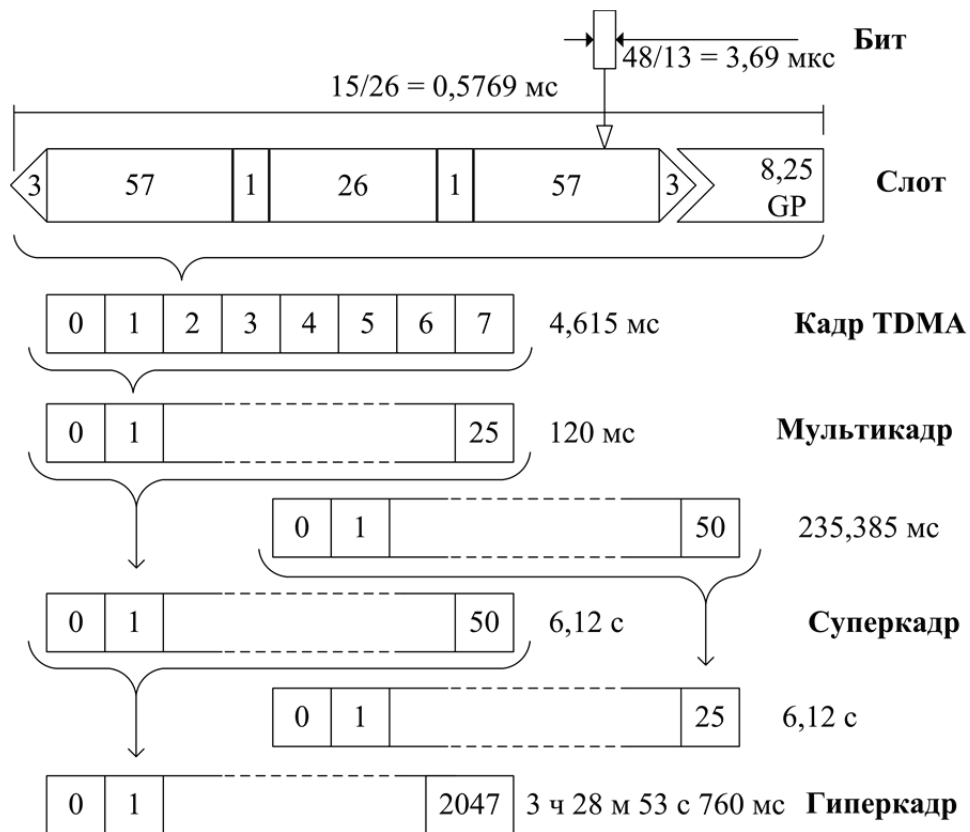 Бит
48/13 = 3,69 мкс
15/26 = 0,5769 мс
3 57 1 26 1 57 3 8,25 GP Слот
0 1 2 3 4 5 6 7 4,615 мс Кадр TDMA
0 1 25 120 мс Мультикадр
0 1 50 235,385 мс
0 1 50 6,12 с Суперкадр
0 1 25 6,12 с
0 1 2047 3 ч 28 м 53 с 760 мс Гиперкадр